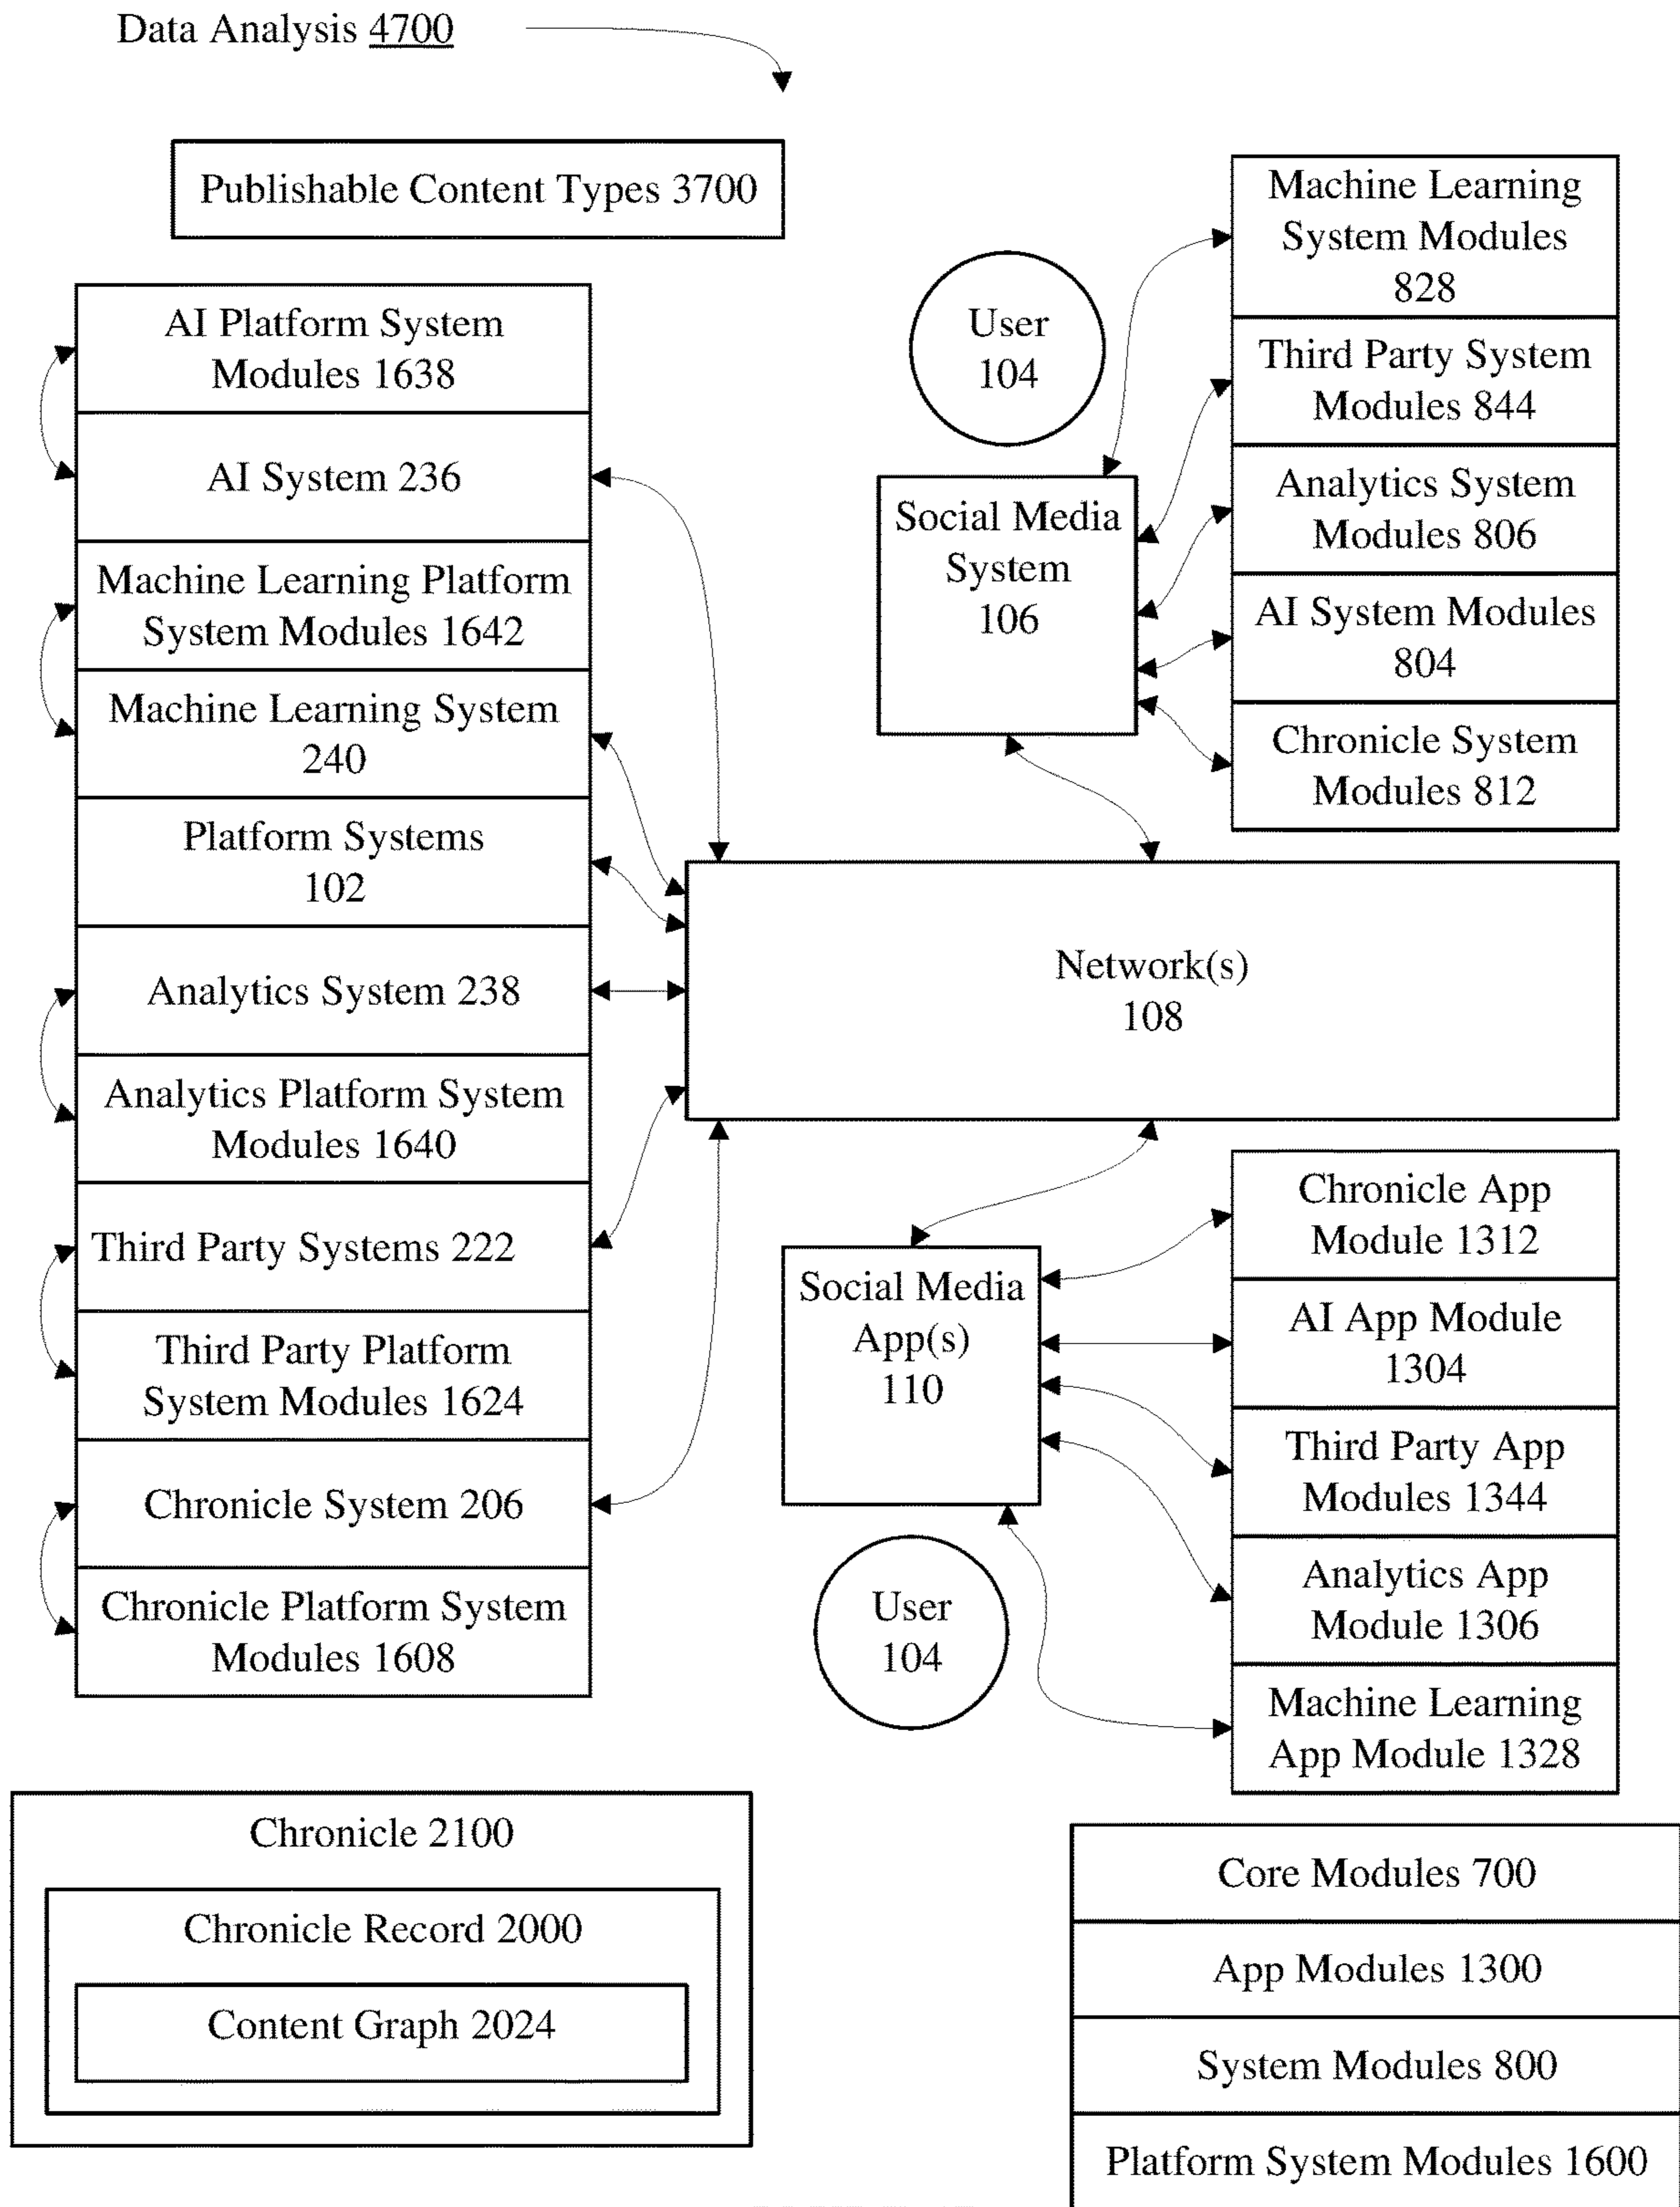 Data Analysis 4700
Publishable Content Types 3700
AI Platform System
Modules 1638
AI System 236
Machine Learning Platform
System Modules 1642
Machine Learning System
240
Platform Systems
102
Analytics System 238
Analytics Platform System
Modules 1640
Third Party Systems 222
Third Party Platform
System Modules 1624
Chronicle System 206
Chronicle Platform System
Modules 1608
User
104
Social Media
System
106
Machine Learning
System Modules
828
Third Party System
Modules 844
Analytics System
Modules 806
AI System Modules
804
Chronicle System
Modules 812
Network(s)
108
Social Media
App(s)
110
User
104
Chronicle App
Module 1312
AI App Module
1304
Third Party App
Modules 1344
Analytics App
Module 1306
Machine Learning
App Module 1328
Chronicle 2100
Chronicle Record 2000
Content Graph 2024
Core Modules 700
App Modules 1300
System Modules 800
Platform System Modules 1600